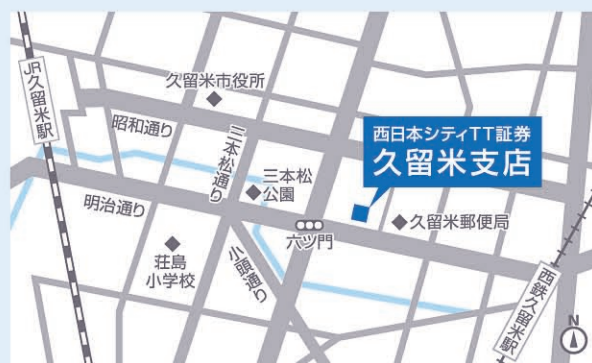 JR久留米駅
久留米市役所
昭和通り
三本松通り
西日本シティTT証券
久留米支店
三本松
公園
明治通り
六ツ門
久留米郵便局
荘島
小学校
小頭通り
西鉄久留米駅
N